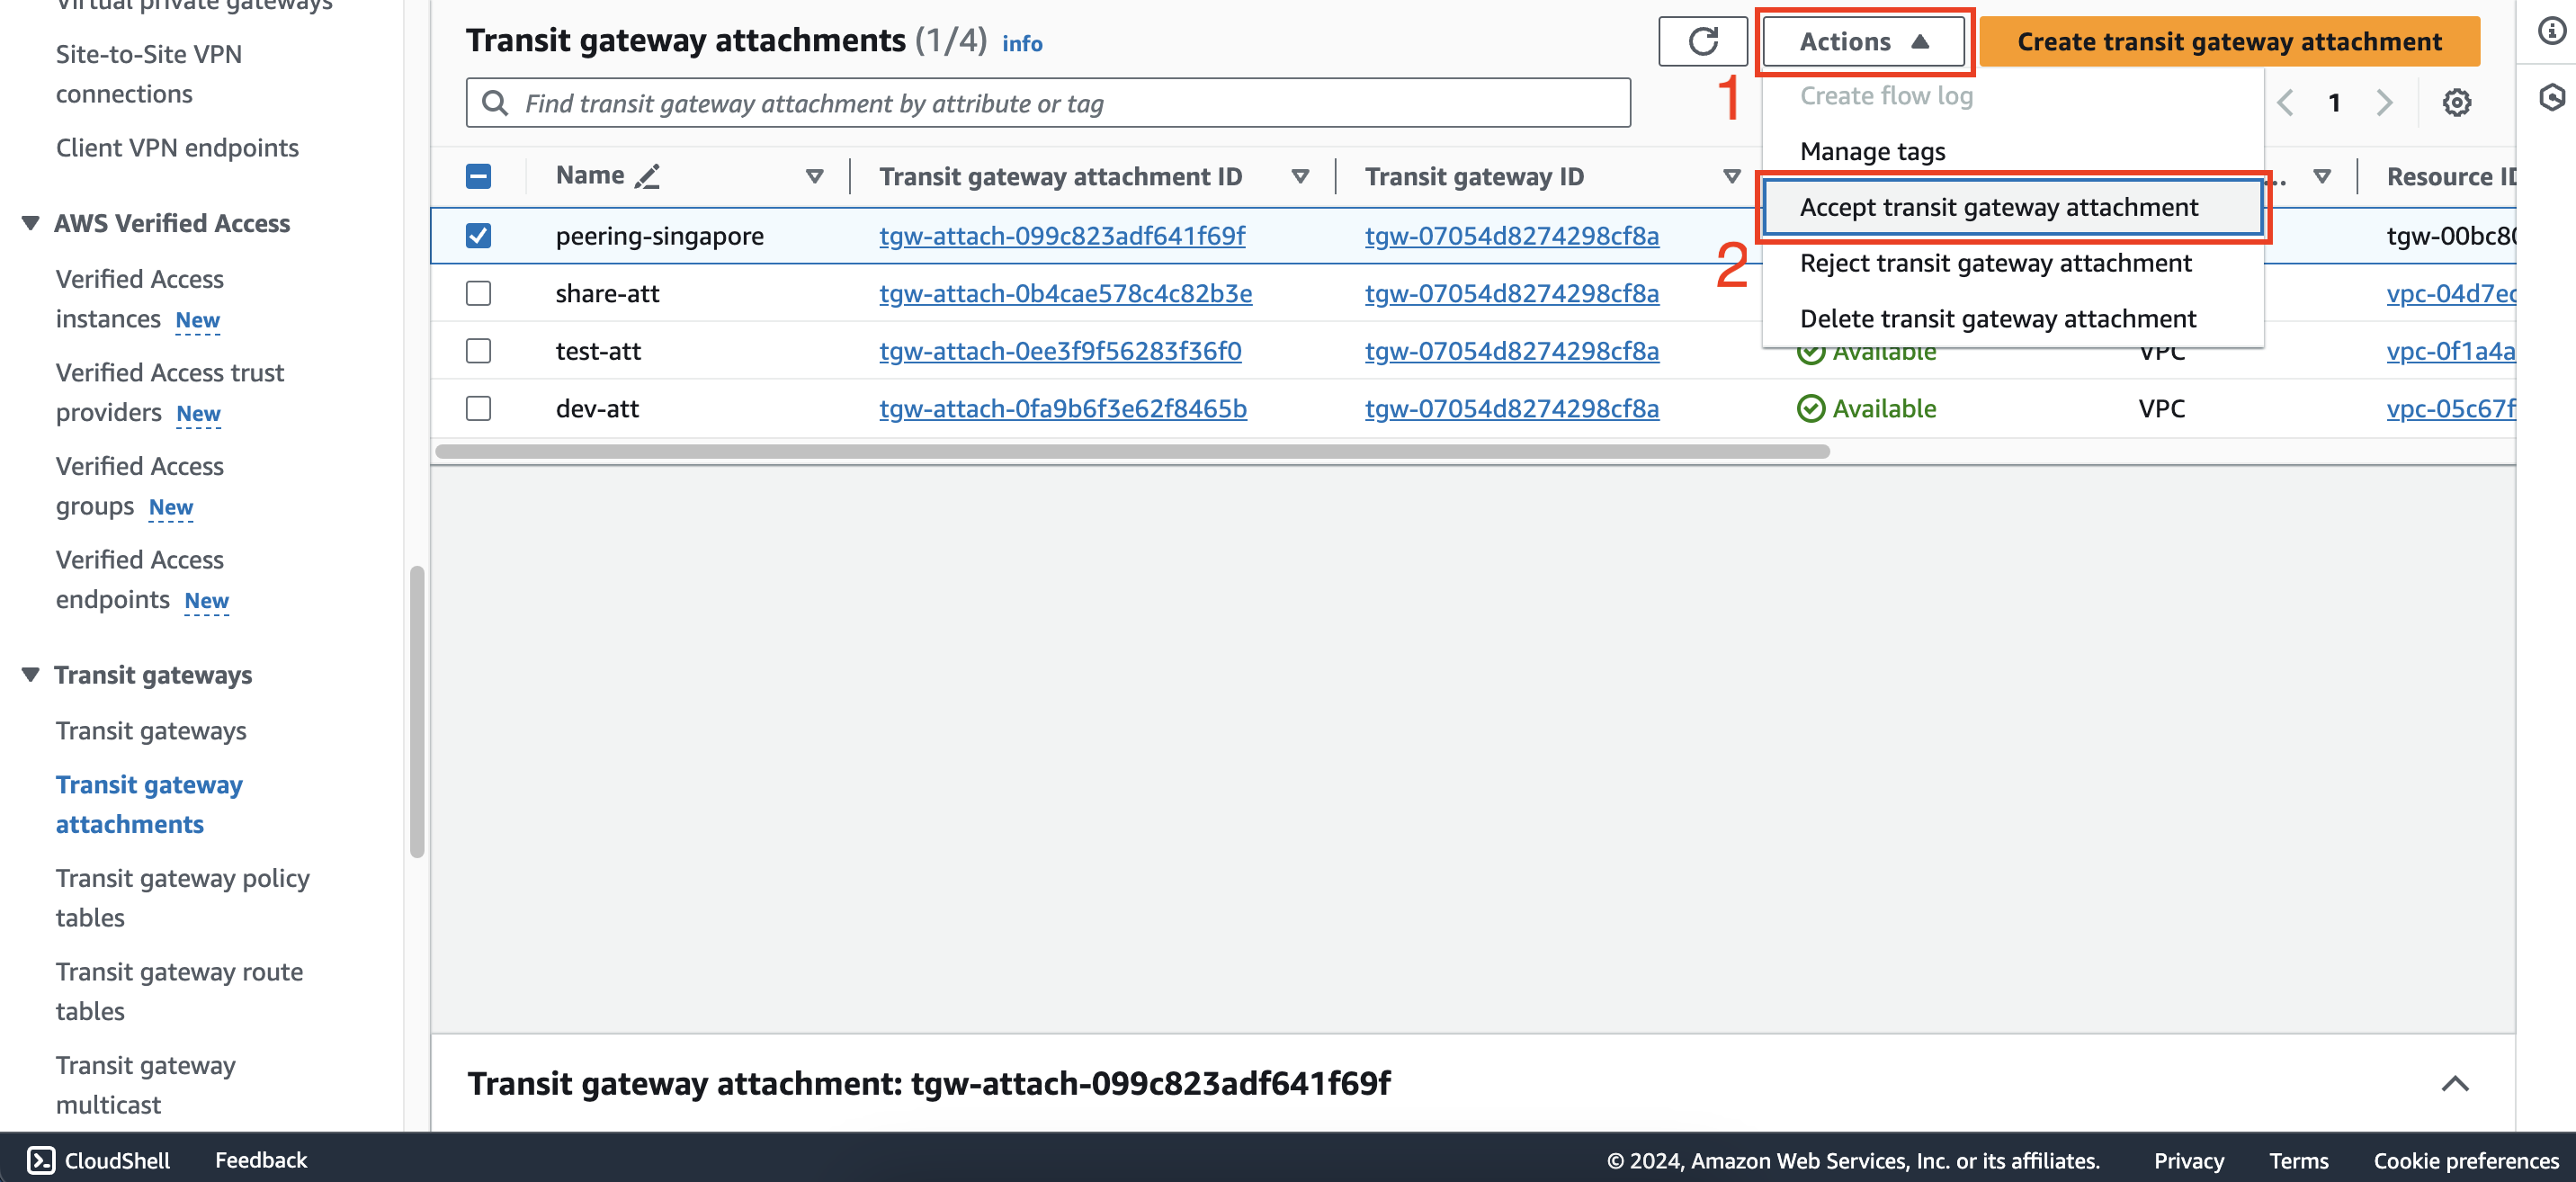 Virtual private gateways
Site-to-Site VPN
connections
Client VPN endpoints
AWS Verified Access
Verified Access
instances New
Verified Access trust
providers New
Verified Access
groups New
Verified Access
endpoints New
Transit gateways
Transit gateways
Transit gateway
attachments
Transit gateway policy
tables
Transit gateway route
tables
Transit gateway
multicast
Transit gateway attachments (1/4) info
Actions
Create transit gateway attachment
Find transit gateway attachment by attribute or tag
1
1
Create flow log
Manage tags
Accept transit gateway attachment
2
Reject transit gateway attachment
Delete transit gateway attachment
Name Transit gateway attachment ID Transit gateway ID ... Resource ID
peering-singapore tgw-attach-099c823adf641f69f tgw-07054d8274298cf8a tgw-00bc80
share-att tgw-attach-0b4cae578c4c82b3e tgw-07054d8274298cf8a vpc-04d7ec
test-att tgw-attach-0ee3f9f56283f36f0 tgw-07054d8274298cf8a Available VPC vpc-0f1a4a
dev-att tgw-attach-0fa9b6f3e62f8465b tgw-07054d8274298cf8a Available VPC vpc-05c67f
Transit gateway attachment: tgw-attach-099c823adf641f69f
CloudShell Feedback © 2024, Amazon Web Services, Inc. or its affiliates. Privacy Terms Cookie preferences